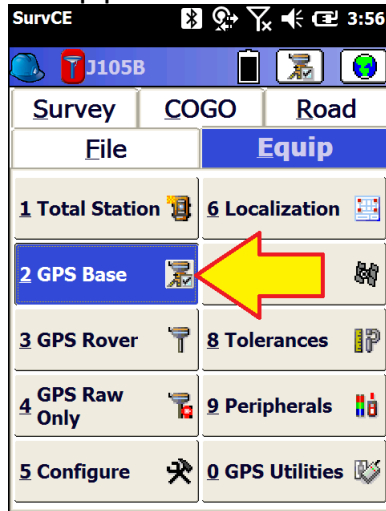 SurvCE 3:56
J105B
Survey COGO Road
File Equip
1 Total Station 6 Localization
2 GPS Base
3 GPS Rover 8 Tolerances
4 GPS Raw Only 9 Peripherals
5 Configure 0 GPS Utilities